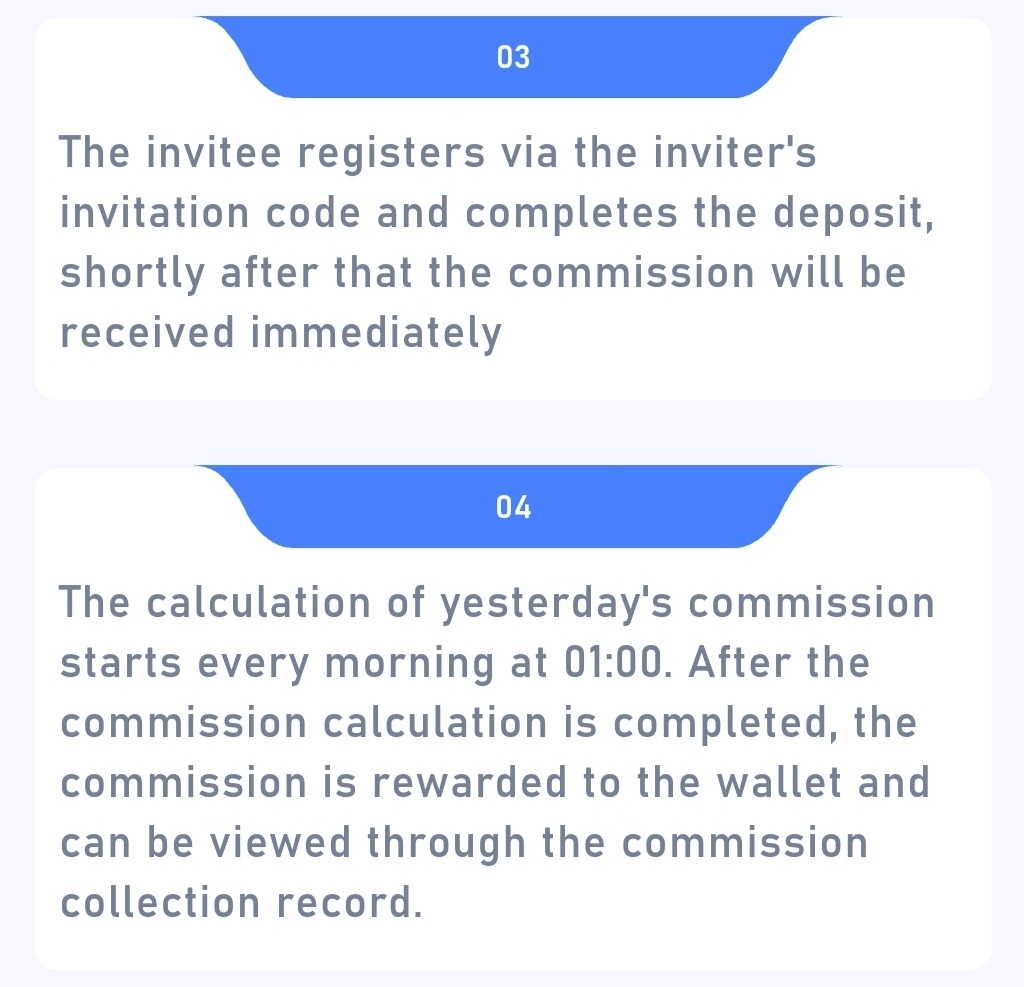 03
The invitee registers via the inviter's
invitation code and completes the deposit,
shortly after that the commission will be
received immediately
04
The calculation of yesterday's commission
starts every morning at 01:00. After the
commission calculation is completed, the
commission is rewarded to the wallet and
can be viewed through the commission
collection record.